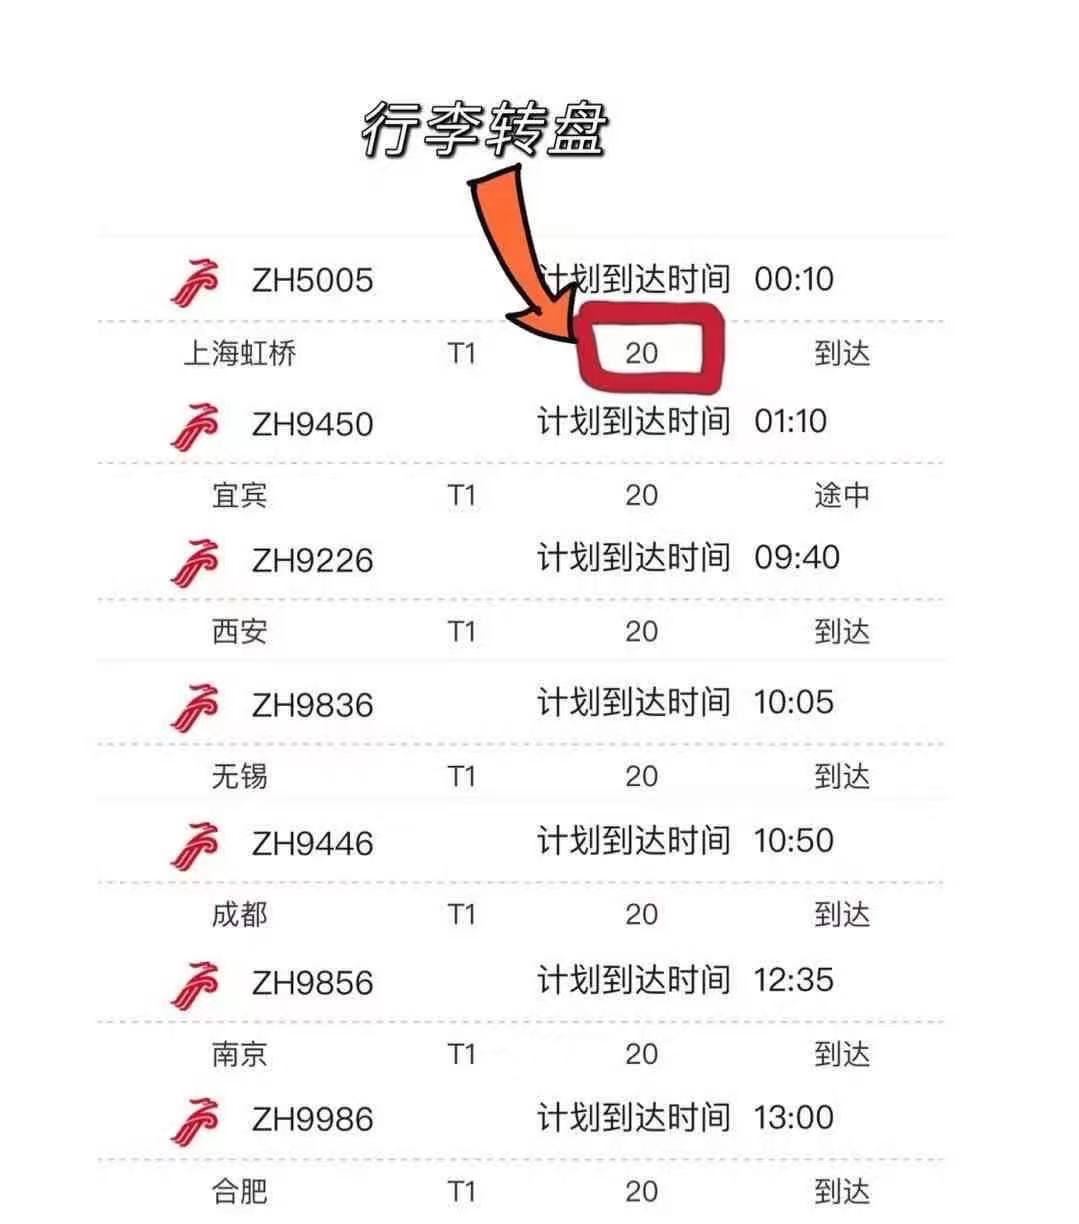 行李转盘
ZH5005 计划到达时间 00:10
上海虹桥 T1 20 到达
ZH9450 计划到达时间 01:10
宜宾 T1 20 途中
ZH9226 计划到达时间 09:40
西安 T1 20 到达
ZH9836 计划到达时间 10:05
无锡 T1 20 到达
ZH9446 计划到达时间 10:50
成都 T1 20 到达
ZH9856 计划到达时间 12:35
南京 T1 20 到达
ZH9986 计划到达时间 13:00
合肥 T1 20 到达